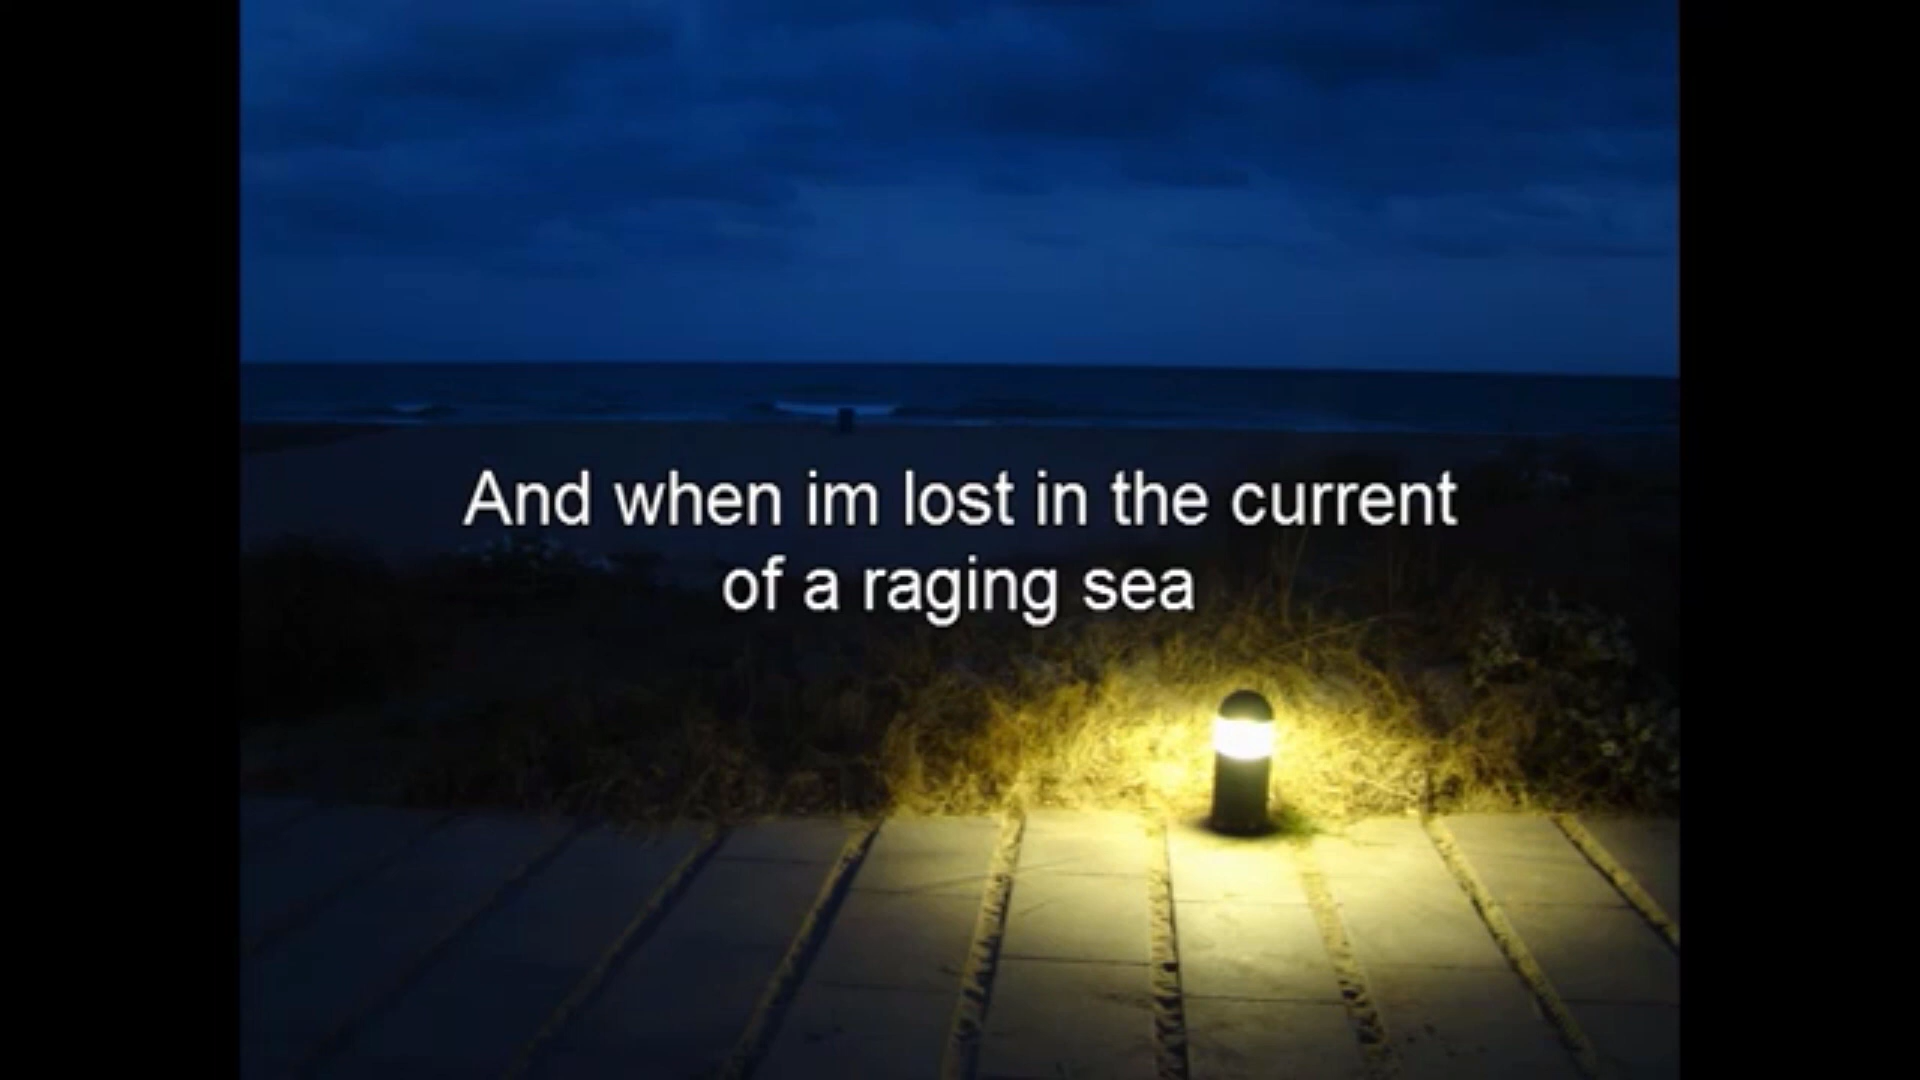 And when im lost in the current
of a raging sea